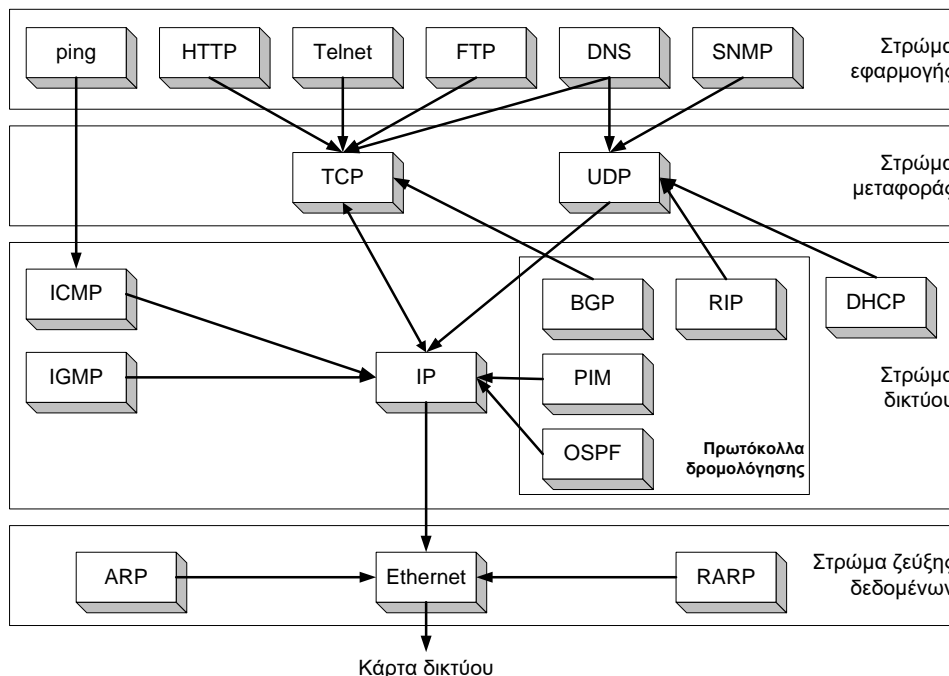 ping
HTTP
Telnet
FTP
DNS
SNMP
Στρώμα
εφαρμογής
TCP
UDP
Στρώμα
μεταφοράς
ICMP
BGP
RIP
DHCP
IGMP
IP
PIM
Στρώμα
δικτύου
OSPF
Πρωτόκολλα
δρομολόγησης
ARP
Ethernet
RARP
Στρώμα ζεύξης
δεδομένων
Κάρτα δικτύου